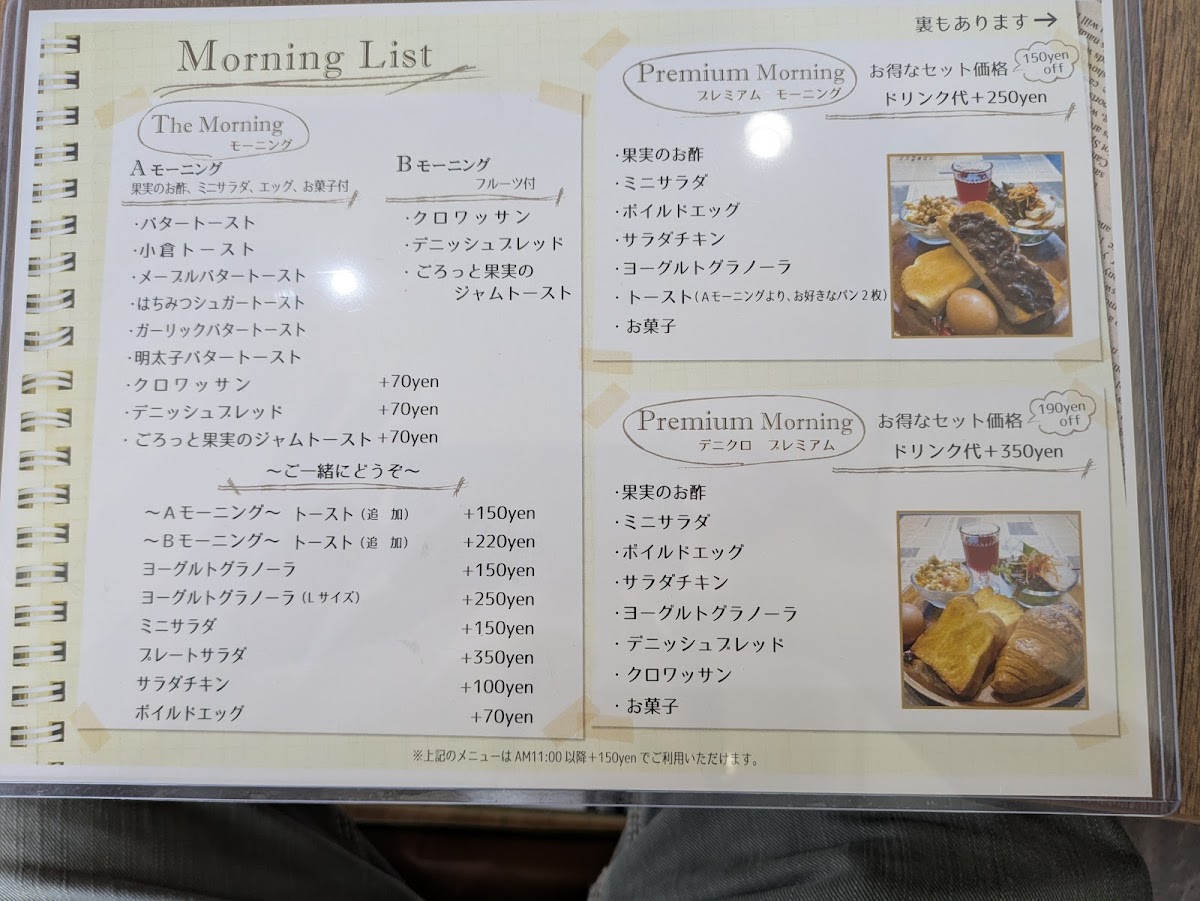 裏もあります→
Morning List
The Morning
モーニング
A モーニング
果実のお酢、ミニサラダ、エッグ、お菓子付
・バタートースト
・小倉トースト
・メープルバタートースト
・はちみつシュガートースト
・ガーリックバタートースト
・明太子バタートースト
・クロワッサン +70yen
・デニッシュブレッド +70yen
・ごろっと果実のジャムトースト +70yen
B モーニング
フルーツ付
・クロワッサン
・デニッシュブレッド
・ごろっと果実の
ジャムトースト
～ご一緒にどうぞ～
～Aモーニング～ トースト（追 加） +150yen
～Bモーニング～ トースト（追 加） +220yen
ヨーグルトグラノーラ +150yen
ヨーグルトグラノーラ（Lサイズ） +250yen
ミニサラダ +150yen
プレートサラダ +350yen
サラダチキン +100yen
ボイルドエッグ +70yen
Premium Morning
プレミアム モーニング
お得なセット価格
150yen
off
ドリンク代＋250yen
・果実のお酢
・ミニサラダ
・ボイルドエッグ
・サラダチキン
・ヨーグルトグラノーラ
・トースト（Aモーニングより、お好きなパン2枚）
・お菓子
Premium Morning
デニクロ プレミアム
お得なセット価格
190yen
off
ドリンク代＋350yen
・果実のお酢
・ミニサラダ
・ボイルドエッグ
・サラダチキン
・ヨーグルトグラノーラ
・デニッシュブレッド
・クロワッサン
・お菓子
※上記のメニューは AM11:00 以降＋150yen でご利用いただけます。